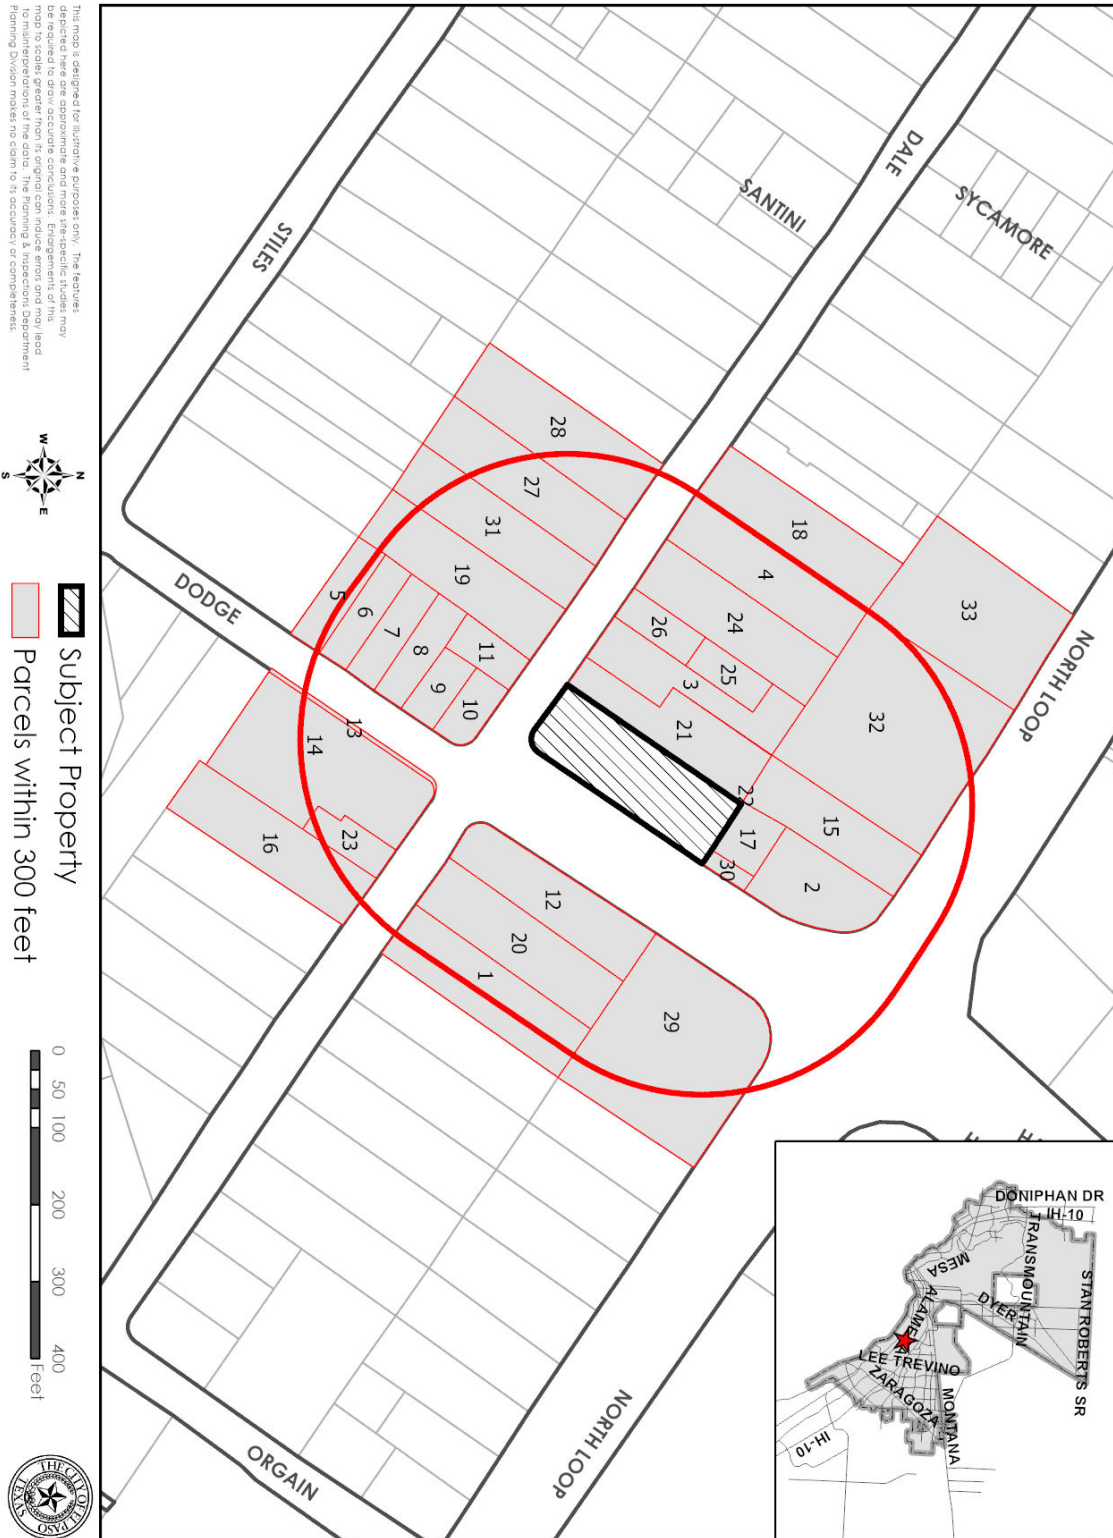 SYCAMORE
DALE
SANTINI
STILES
NORTH LOOP
DODGE
NORTH LOOP
ORGAIN
28
27
31
19
5
6
7
8
9
10
11
18
4
24
26
25
3
21
33
32
22
17
15
30
2
13
14
23
16
12
20
1
29
DONIPHAN DR
IH-10
TRANSMOUNTAIN
STAN ROBERTS SR
MESA
DYER
ALAMEDA
LEE TREVINO
ZARAGOZA
MONTANA
IH-10
This map is designed for illustrative purposes only. The features
depicted here are approximate and more site-specific studies may
be required to draw accurate conclusions. Enlargements of this
map to scales greater than its original can induce errors and may lead
to misinterpretations of the data. The Planning & Inspections Department
Planning Division makes no claim to its accuracy or completeness.
N
W
E
S
Subject Property
Parcels within 300 feet
0 50 100 200 300 400
Feet
THE CITY OF EL PASO
TEXAS